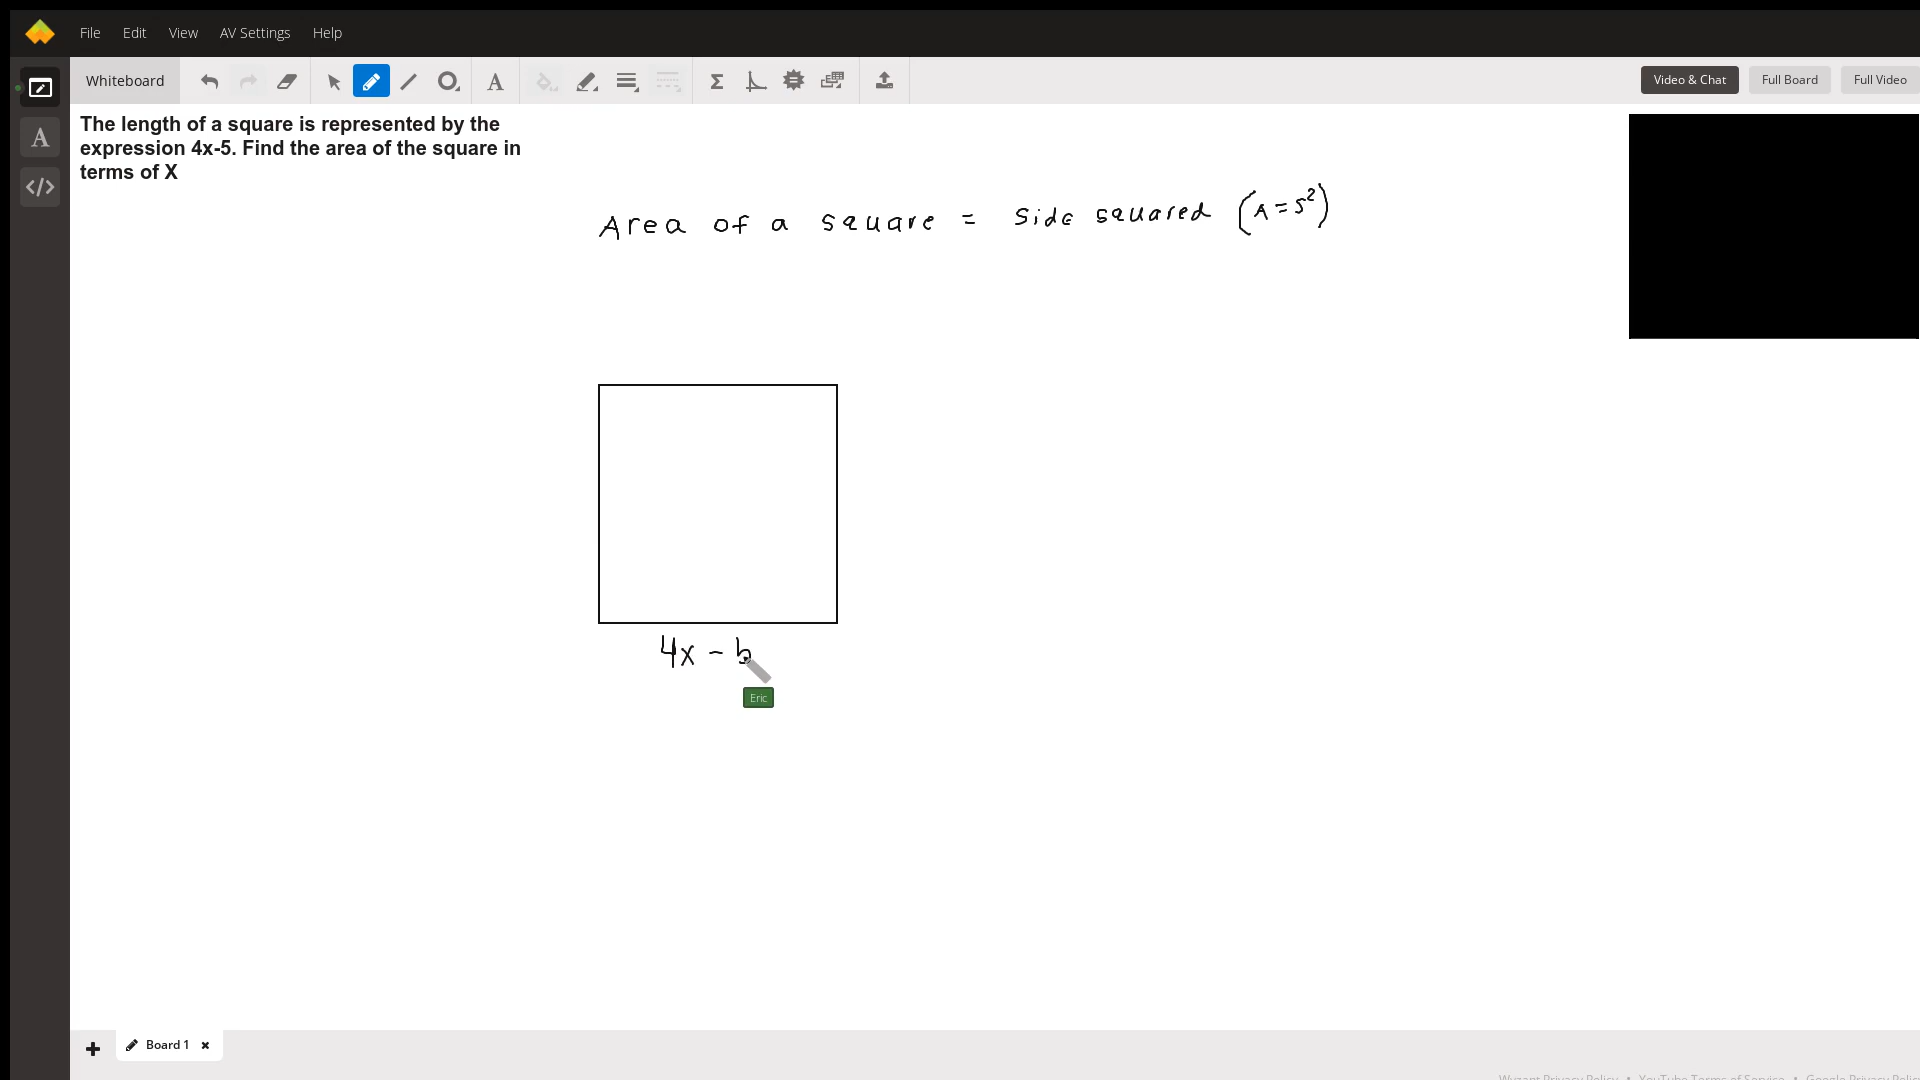 File Edit View AV Settings Help
Whiteboard
Video & Chat Full Board Full Video
The length of a square is represented by the
expression 4x-5. Find the area of the square in
terms of X
Area of a square = Side squared (A = s²)
4x -
Eric
Board 1